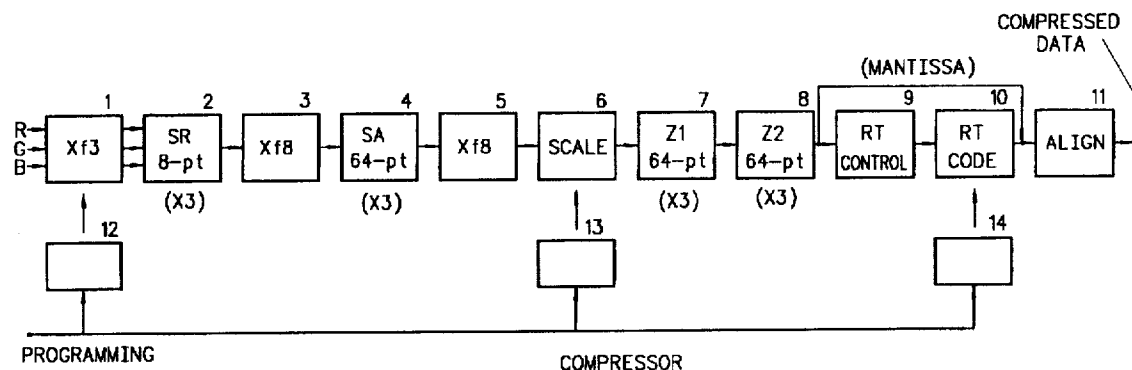 COMPRESSED
DATA
(MANTISSA)
1 2 3 4 5 6 7 8 9 10 11
R
G
B
Xf3
SR
8-pt
Xf8
SA
64-pt
Xf8
SCALE
Z1
64-pt
Z2
64-pt
RT
CONTROL
RT
CODE
ALIGN
(X3) (X3) (X3) (X3)
12 13 14
PROGRAMMING
COMPRESSOR